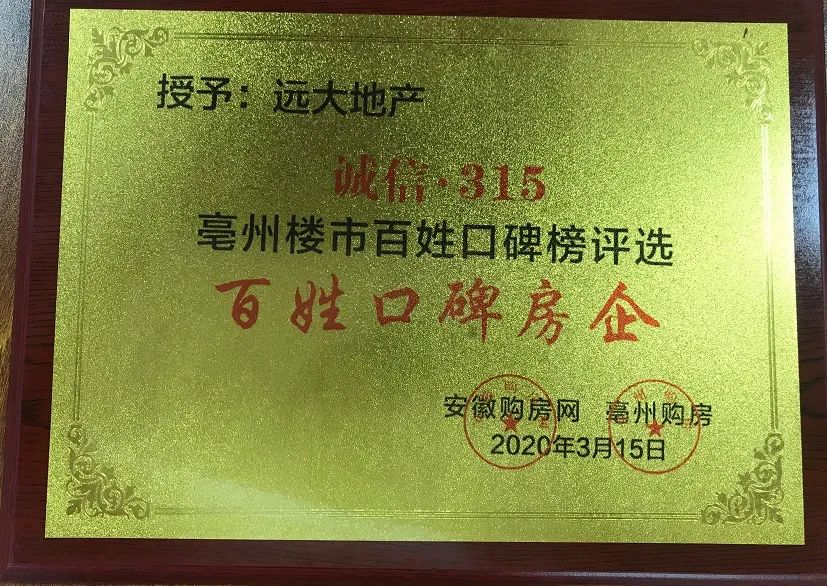 授予：远大地产
诚信·315
亳州楼市百姓口碑榜评选
百姓口碑房企
安徽购房网 亳州购房
2020年3月15日